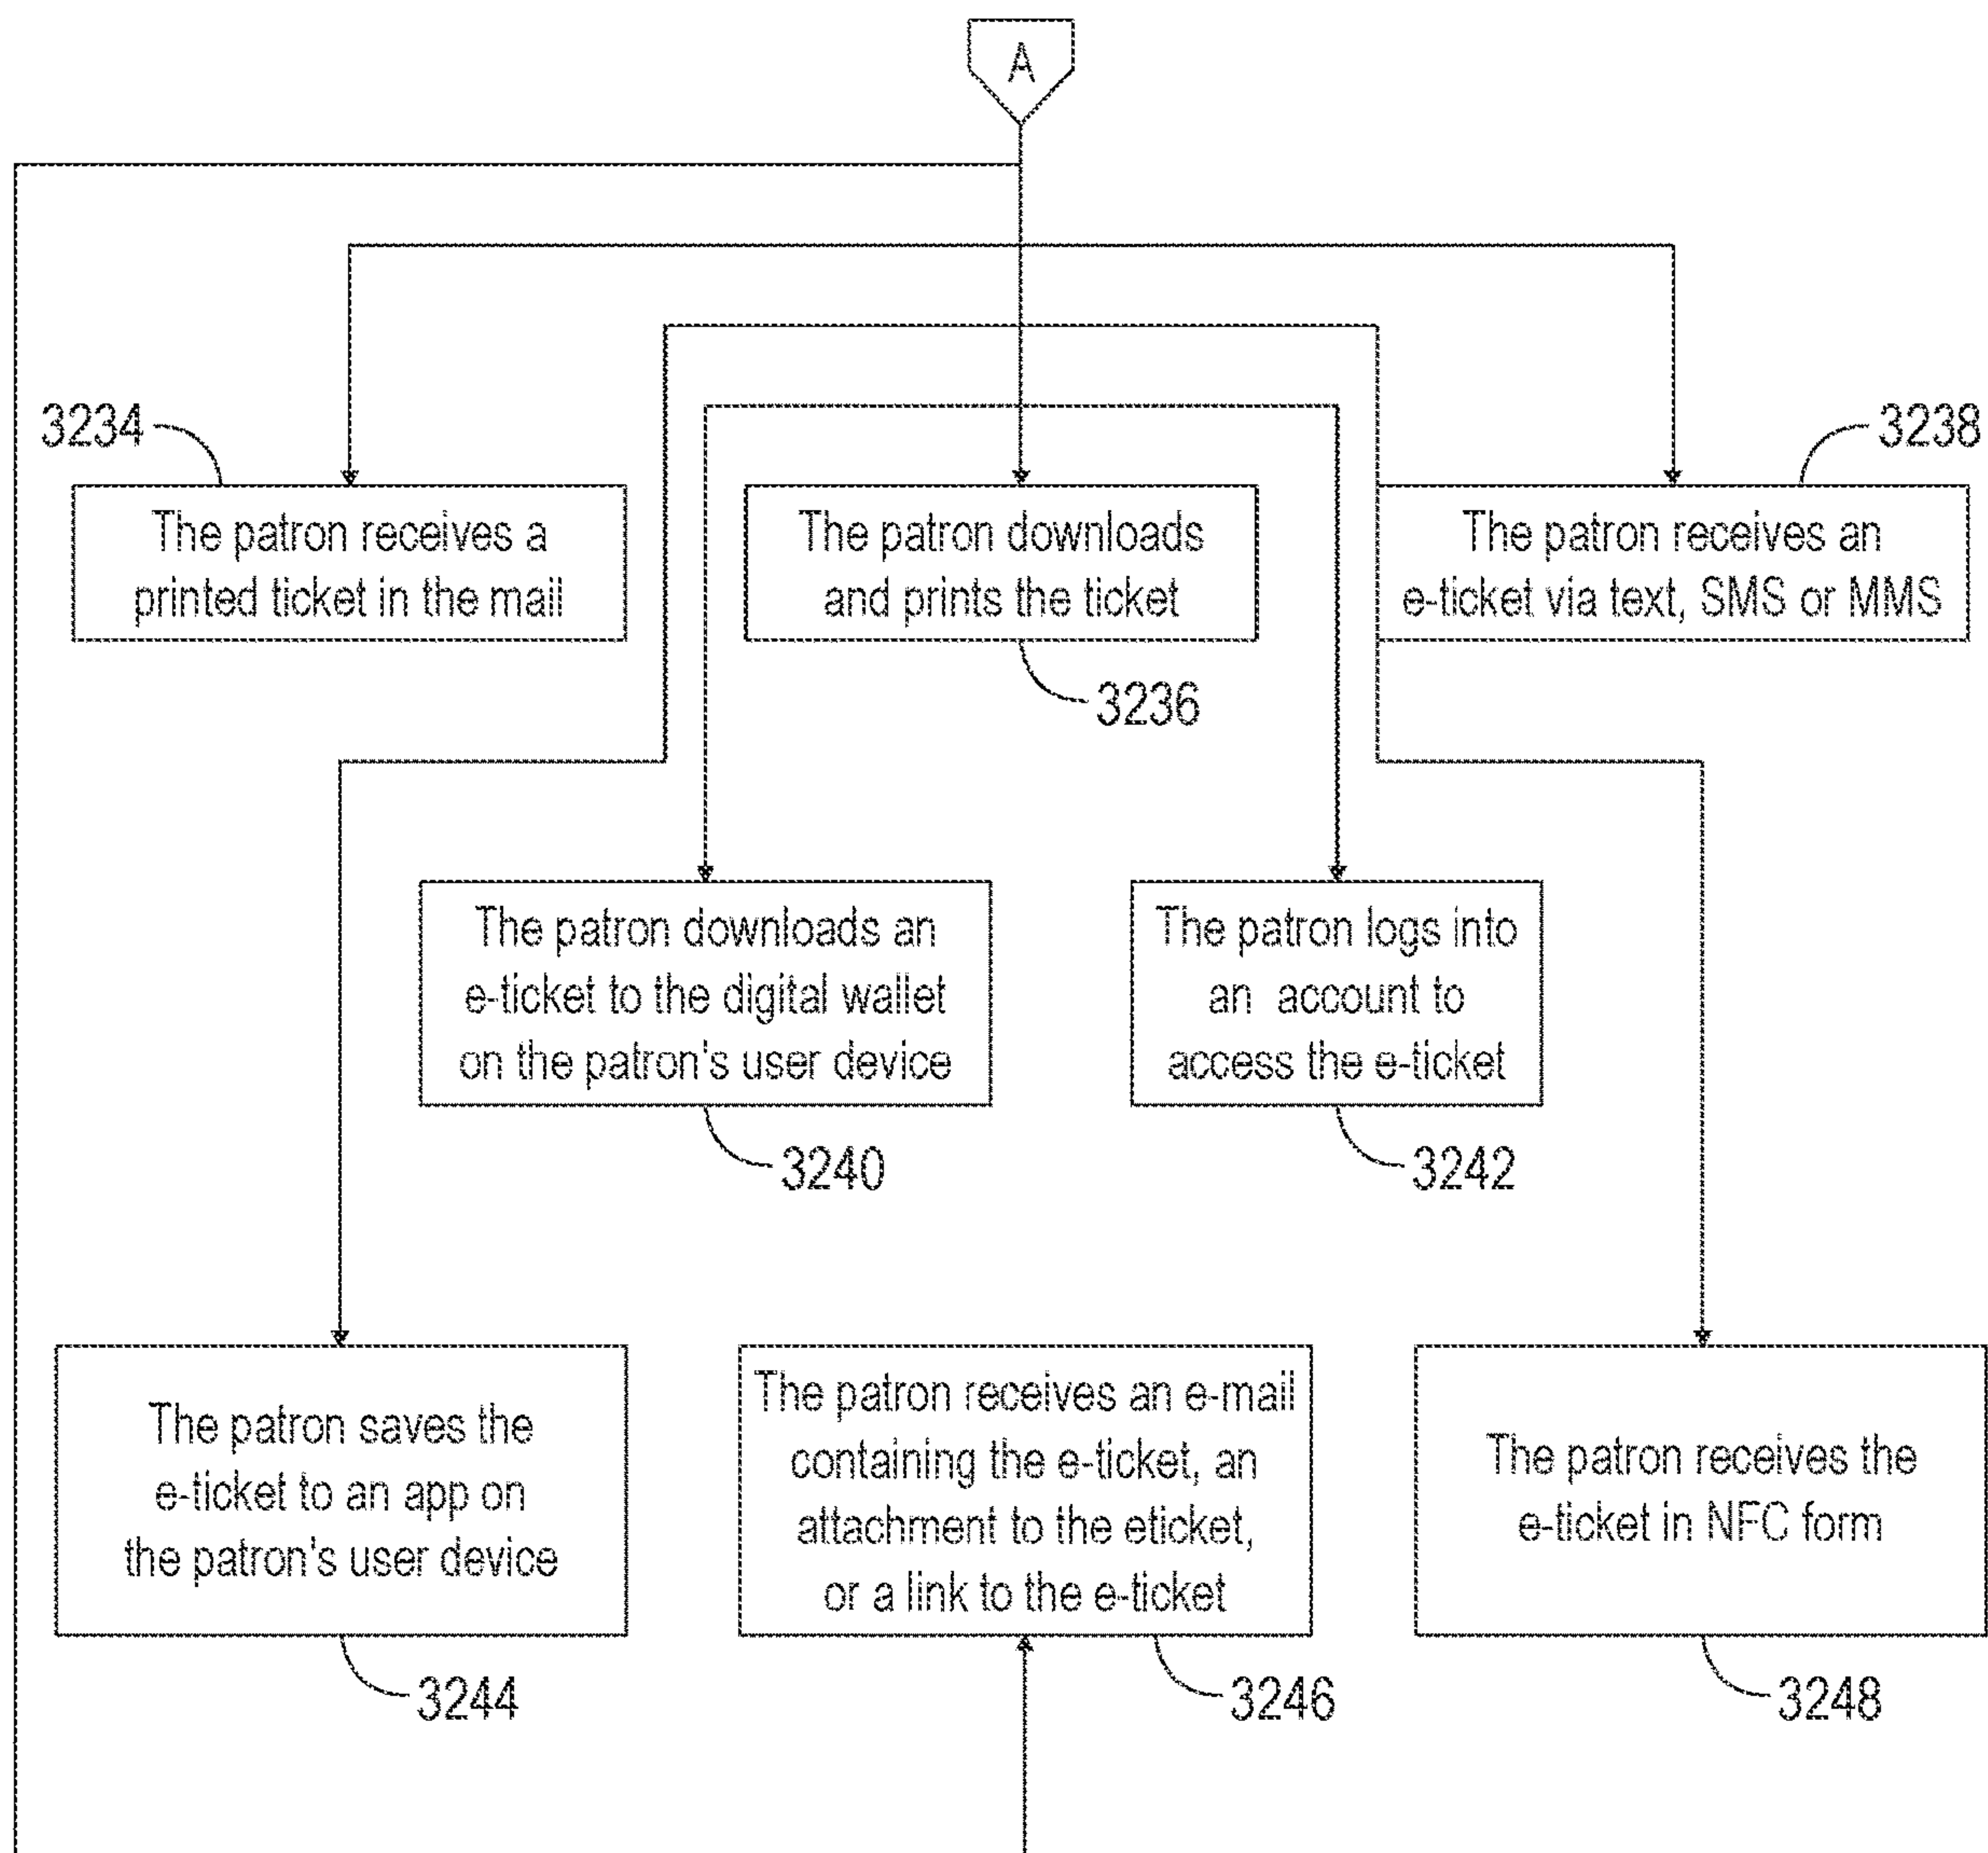 A
3234
3238
The patron receives a
printed ticket in the mail
The patron downloads
and prints the ticket
The patron receives an
e-ticket via text, SMS or MMS
3236
The patron downloads an
e-ticket to the digital wallet
on the patron's user device
The patron logs into
an account to
access the e-ticket
3240
3242
The patron saves the
e-ticket to an app on
the patron's user device
The patron receives an e-mail
containing the e-ticket, an
attachment to the eticket,
or a link to the e-ticket
The patron receives the
e-ticket in NFC form
3244
3246
3248